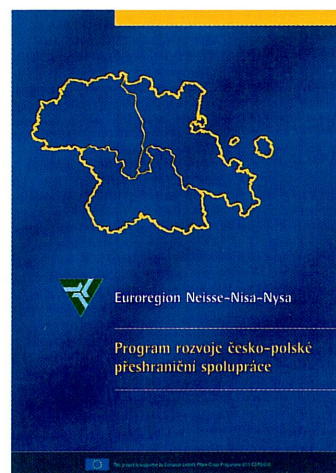 Euroregion Neisse-Nisa-Nysa
Program rozvoje česko-polské
přeshraniční spolupráce